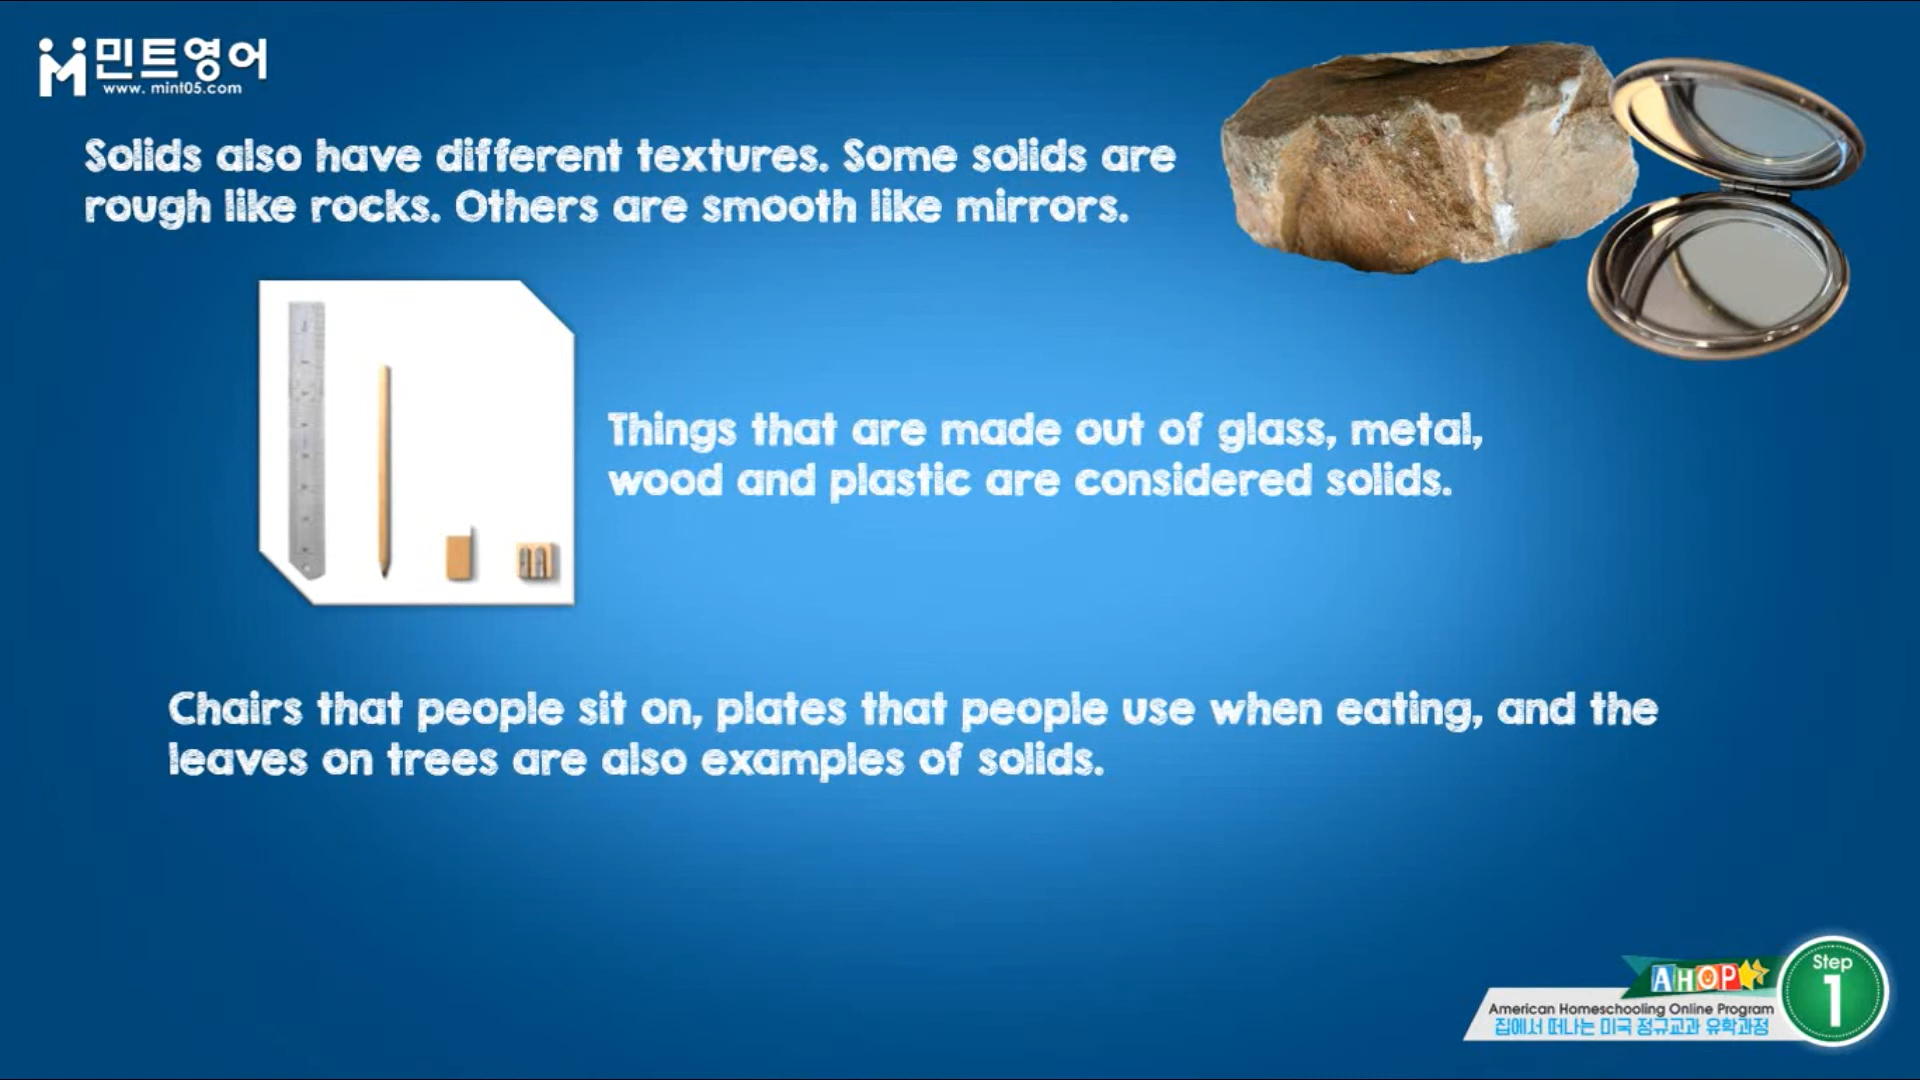 민트영어
www. mint05.com
Solids also have different textures. Some solids are
rough like rocks. Others are smooth like mirrors.
Things that are made out of glass, metal,
wood and plastic are considered solids.
Chairs that people sit on, plates that people use when eating, and the
leaves on trees are also examples of solids.
AHOP
Step
1
American Homeschooling Online Program
집에서 떠나는 미국 정규교과 유학과정